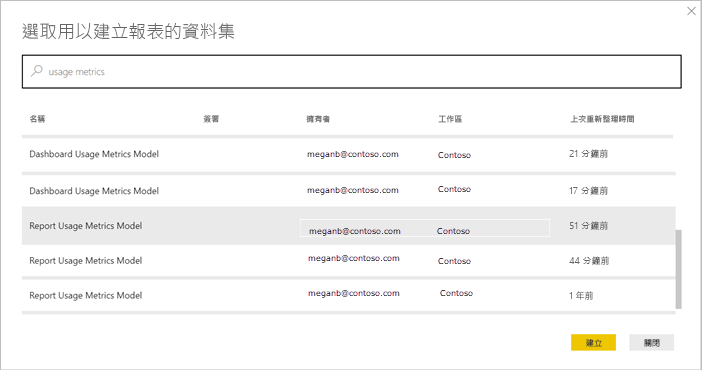 選取用以建立報表的資料集
usage metrics
名稱 簽署 擁有者 工作區 上次重新整理時間
Dashboard Usage Metrics Model meganb@contoso.com Contoso 21 分鐘前
Dashboard Usage Metrics Model meganb@contoso.com Contoso 17 分鐘前
Report Usage Metrics Model meganb@contoso.com Contoso 51 分鐘前
Report Usage Metrics Model meganb@contoso.com Contoso 44 分鐘前
Report Usage Metrics Model meganb@contoso.com Contoso 1 年前
建立 關閉